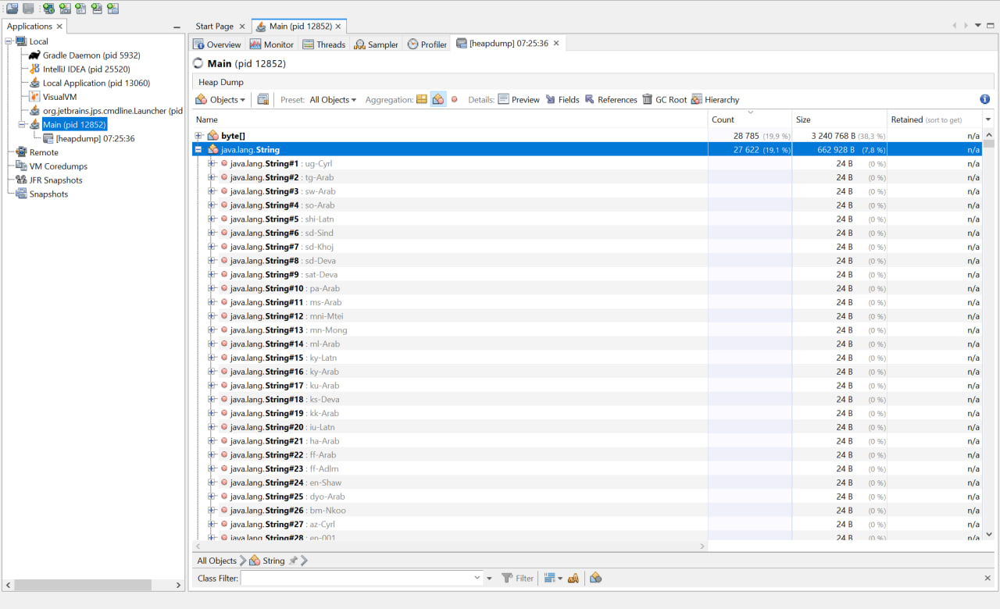 Applications
Start Page
Main (pid 12852)
Local
Gradle Daemon (pid 5932)
IntelliJ IDEA (pid 25520)
Local Application (pid 13060)
VisualVM
org.jetbrains.jps.cmdline.Launcher (pid
Main (pid 12852)
[heapdump] 07:25:36
Remote
VM Coredumps
JFR Snapshots
Snapshots
Overview Monitor Threads Sampler Profiler [heapdump] 07:25:36
Main (pid 12852)
Heap Dump
Objects Preset: All Objects Aggregation: Details: Preview Fields References GC Root Hierarchy
Name Count Size Retained (sort to get)
byte[] 28 785 (19,9 %) 3 240 768 B (38,3 %) n/a
java.lang.String 27 622 (19,1 %) 662 928 B (7,8 %) n/a
java.lang.String#1 : ug-Cyrl 24 B (0 %) n/a
java.lang.String#2 : tg-Arab 24 B (0 %) n/a
java.lang.String#3 : sw-Arab 24 B (0 %) n/a
java.lang.String#4 : so-Arab 24 B (0 %) n/a
java.lang.String#5 : shi-Latn 24 B (0 %) n/a
java.lang.String#6 : sd-Sind 24 B (0 %) n/a
java.lang.String#7 : sd-Khoj 24 B (0 %) n/a
java.lang.String#8 : sd-Deva 24 B (0 %) n/a
java.lang.String#9 : sat-Deva 24 B (0 %) n/a
java.lang.String#10 : pa-Arab 24 B (0 %) n/a
java.lang.String#11 : ms-Arab 24 B (0 %) n/a
java.lang.String#12 : mni-Mtei 24 B (0 %) n/a
java.lang.String#13 : mn-Mong 24 B (0 %) n/a
java.lang.String#14 : ml-Arab 24 B (0 %) n/a
java.lang.String#15 : ky-Latn 24 B (0 %) n/a
java.lang.String#16 : ky-Arab 24 B (0 %) n/a
java.lang.String#17 : ku-Arab 24 B (0 %) n/a
java.lang.String#18 : ks-Deva 24 B (0 %) n/a
java.lang.String#19 : kk-Arab 24 B (0 %) n/a
java.lang.String#20 : iu-Latn 24 B (0 %) n/a
java.lang.String#21 : ha-Arab 24 B (0 %) n/a
java.lang.String#22 : ff-Arab 24 B (0 %) n/a
java.lang.String#23 : ff-Adlm 24 B (0 %) n/a
java.lang.String#24 : en-Shaw 24 B (0 %) n/a
java.lang.String#25 : dyo-Arab 24 B (0 %) n/a
java.lang.String#26 : bm-Nkoo 24 B (0 %) n/a
java.lang.String#27 : az-Cyrl 24 B (0 %) n/a
java.lang.String#28 : en-001 24 B (0 %) n/a
All Objects String
Class Filter: Filter